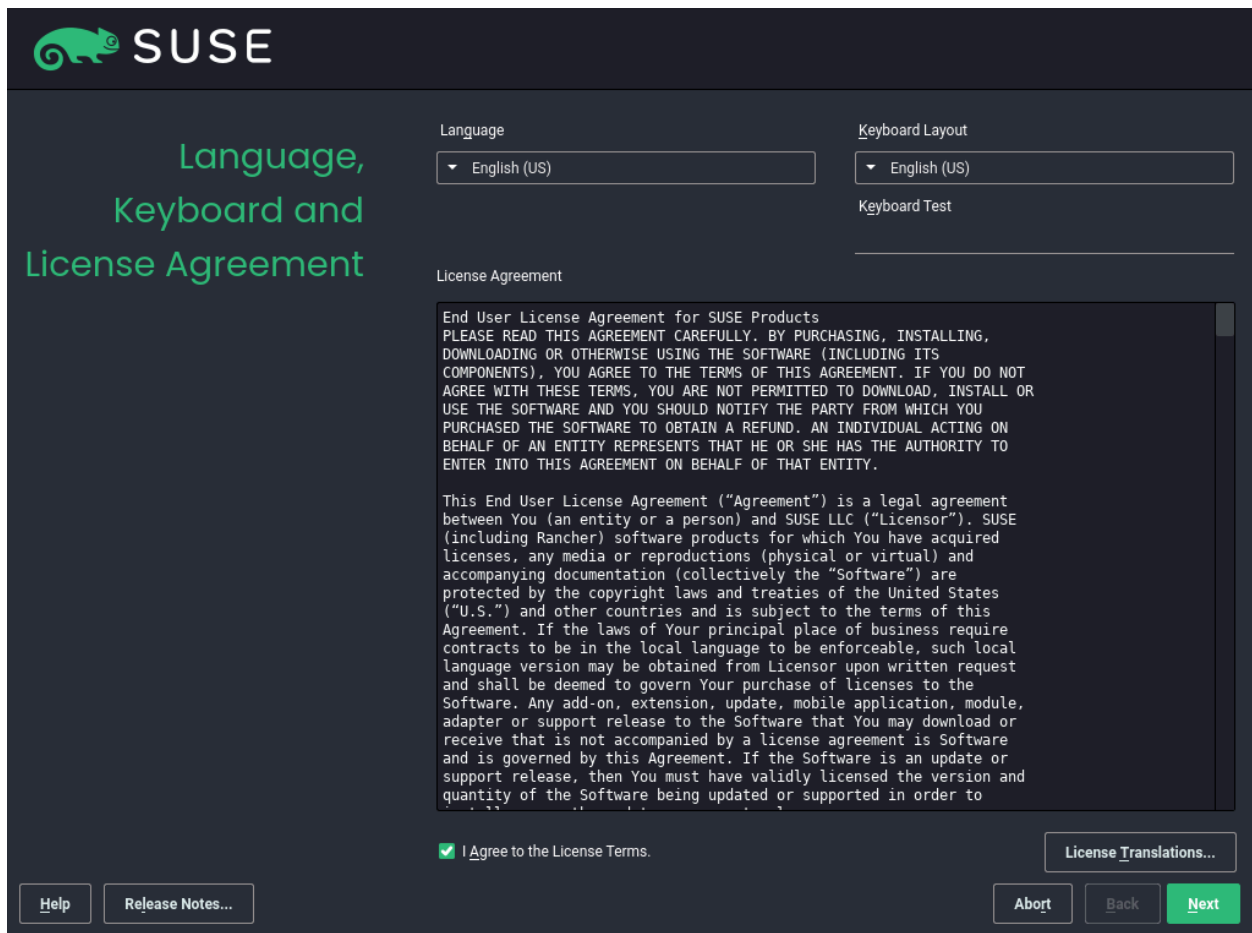 SUSE
Language,
Keyboard and
License Agreement
Language
English (US)
Keyboard Layout
English (US)
Keyboard Test
License Agreement
End User License Agreement for SUSE Products
PLEASE READ THIS AGREEMENT CAREFULLY. BY PURCHASING, INSTALLING,
DOWNLOADING OR OTHERWISE USING THE SOFTWARE (INCLUDING ITS
COMPONENTS), YOU AGREE TO THE TERMS OF THIS AGREEMENT. IF YOU DO NOT
AGREE WITH THESE TERMS, YOU ARE NOT PERMITTED TO DOWNLOAD, INSTALL OR
USE THE SOFTWARE AND YOU SHOULD NOTIFY THE PARTY FROM WHICH YOU
PURCHASED THE SOFTWARE TO OBTAIN A REFUND. AN INDIVIDUAL ACTING ON
BEHALF OF AN ENTITY REPRESENTS THAT HE OR SHE HAS THE AUTHORITY TO
ENTER INTO THIS AGREEMENT ON BEHALF OF THAT ENTITY.
This End User License Agreement (“Agreement”) is a legal agreement
between You (an entity or a person) and SUSE LLC (“Licensor”). SUSE
(including Rancher) software products for which You have acquired
licenses, any media or reproductions (physical or virtual) and
accompanying documentation (collectively the “Software”) are
protected by the copyright laws and treaties of the United States
(“U.S.”) and other countries and is subject to the terms of this
Agreement. If the laws of Your principal place of business require
contracts to be in the local language to be enforceable, such local
language version may be obtained from Licensor upon written request
and shall be deemed to govern Your purchase of licenses to the
Software. Any add-on, extension, update, mobile application, module,
adapter or support release to the Software that You may download or
receive that is not accompanied by a license agreement is Software
and is governed by this Agreement. If the Software is an update or
support release, then You must have validly licensed the version and
quantity of the Software being updated or supported in order to
I Agree to the License Terms.
License Translations...
Help
Release Notes...
Abort
Back
Next